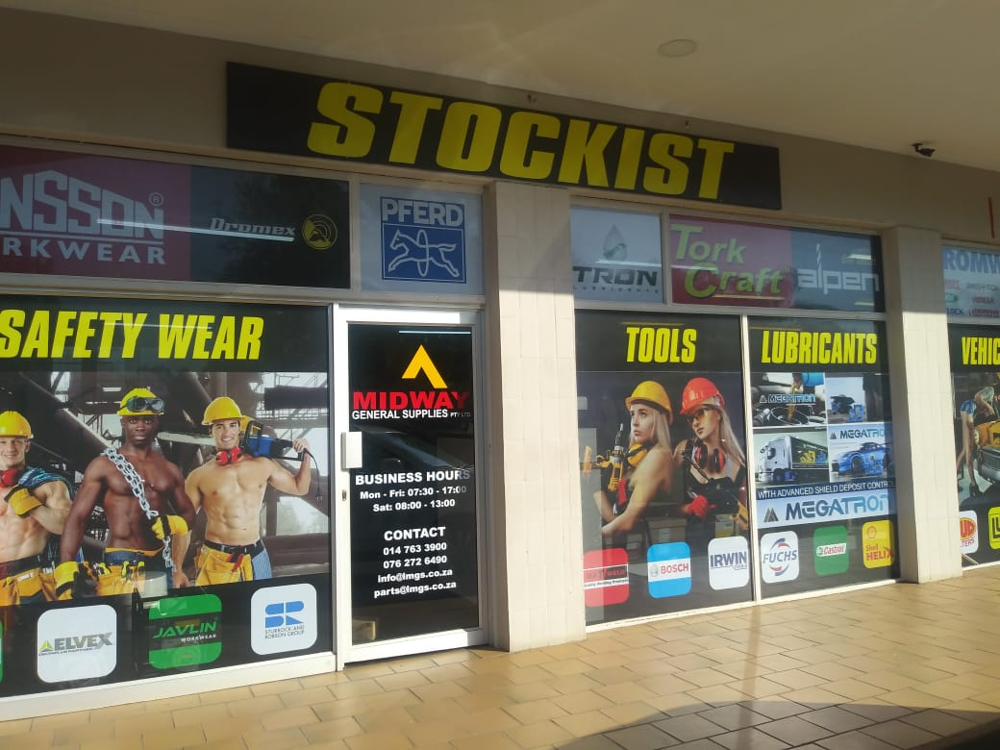 STOCKIST
NSSON®
RKWEAR
Dromex
PFERD
TRON
LUBRICANTS
Tork
Craft
alpen
ROMW
SAFETY WEAR
TOOLS
LUBRICANTS
VEHIC
MIDWAY
GENERAL SUPPLIES PTY LTD
BUSINESS HOURS
Mon - Fri: 07:30 - 17:00
Sat: 08:00 - 13:00
CONTACT
014 763 3900
076 272 6490
info@lmgs.co.za
parts@lmgs.co.za
MEGATRON
MEGATRON
WITH ADVANCED SHIELD DEPOSIT CONTR
MEGATRON
ELVEX
JAVLIN
WORKWEAR
SR
STURROCK AND
ROBSON GROUP
BOSCH
IRWIN
FUCHS
Castrol
Shell
HELIX